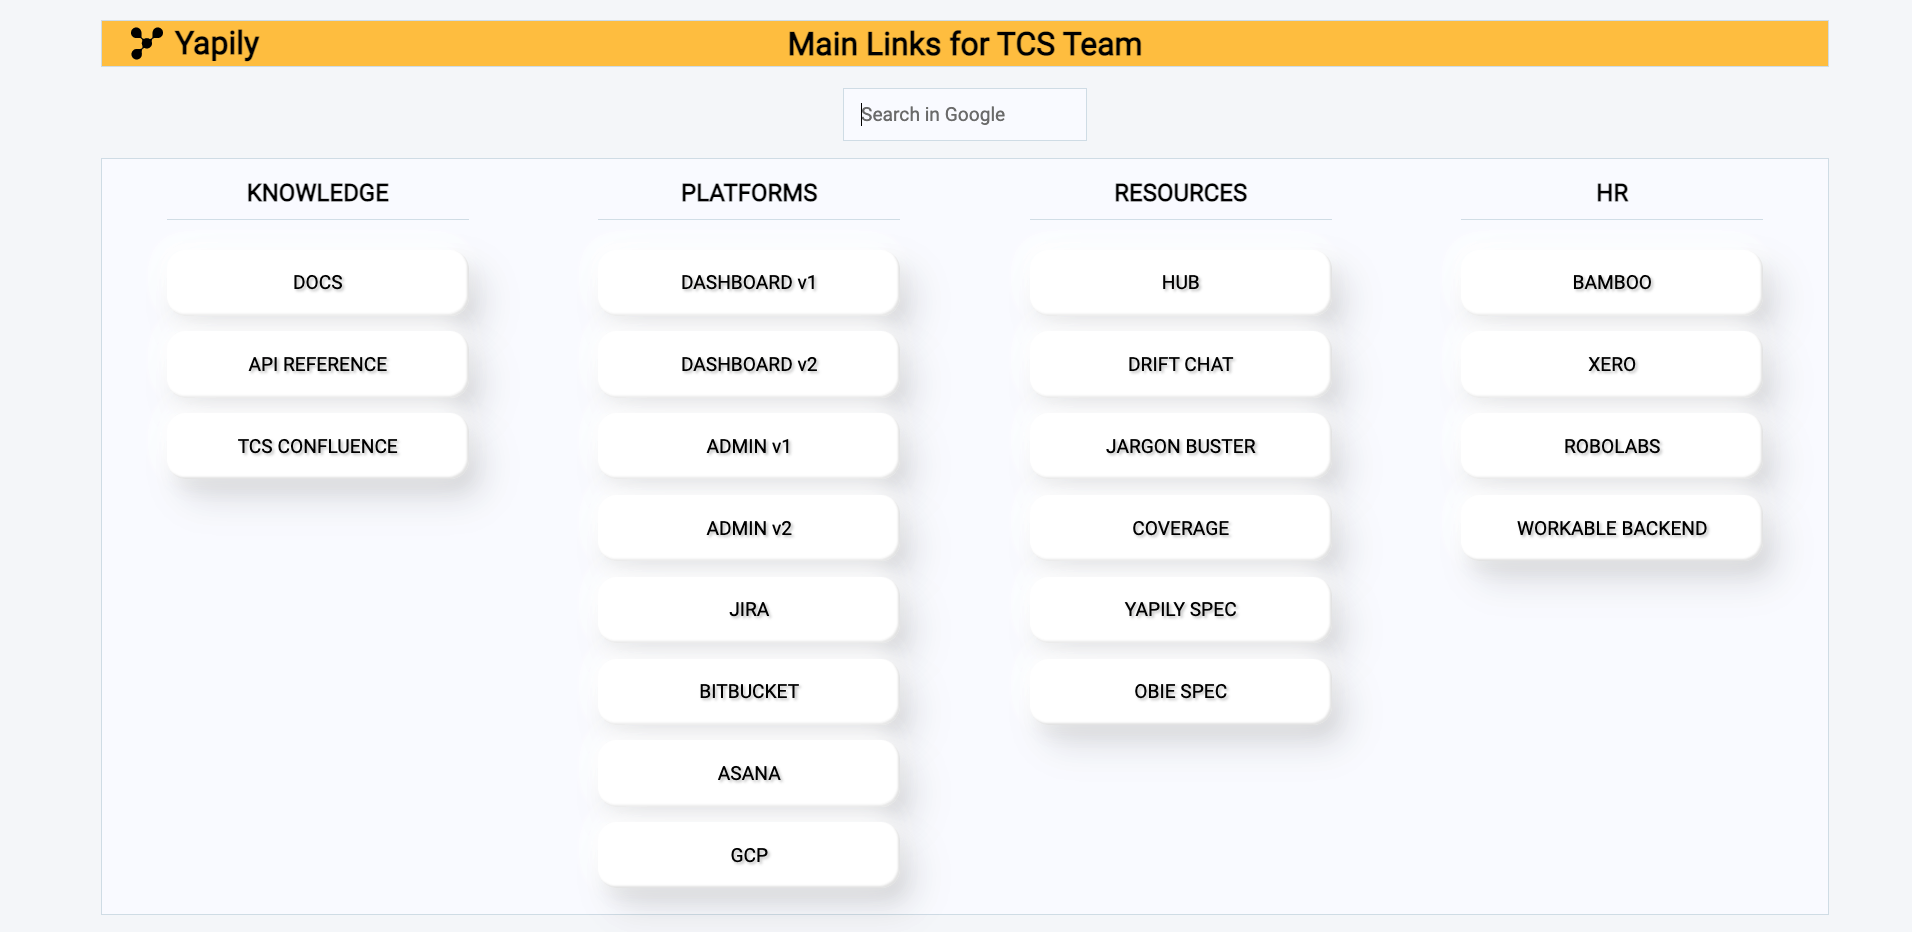 Yapily
Main Links for TCS Team
Search in Google
KNOWLEDGE
DOCS
API REFERENCE
TCS CONFLUENCE
PLATFORMS
DASHBOARD v1
DASHBOARD v2
ADMIN v1
ADMIN v2
JIRA
BITBUCKET
ASANA
GCP
RESOURCES
HUB
DRIFT CHAT
JARGON BUSTER
COVERAGE
YAPILY SPEC
OBIE SPEC
HR
BAMBOO
XERO
ROBOLABS
WORKABLE BACKEND